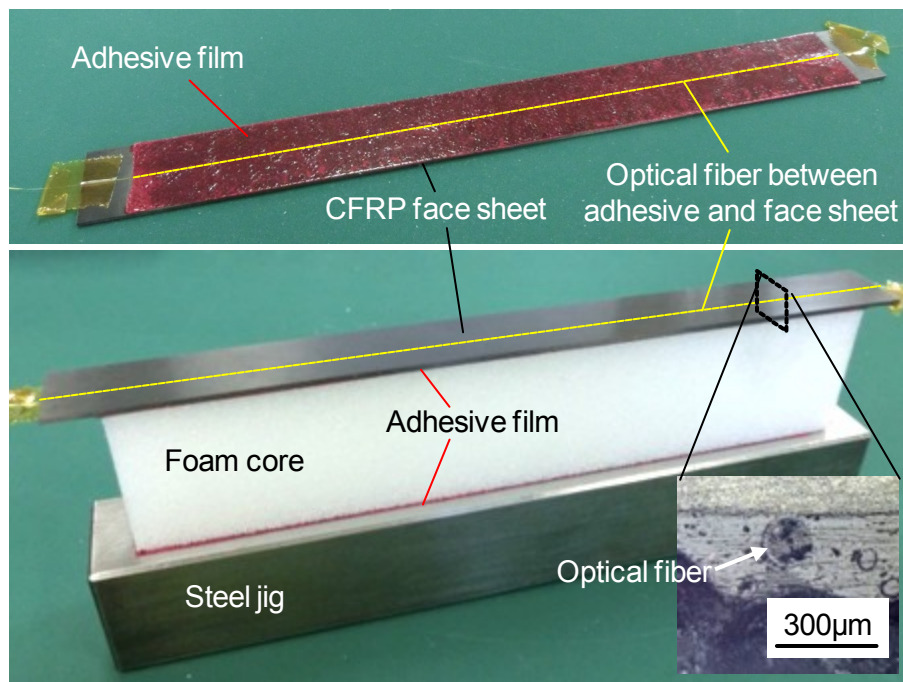 Adhesive film
CFRP face sheet
Optical fiber between
adhesive and face sheet
Adhesive film
Foam core
Optical fiber
Steel jig
300µm